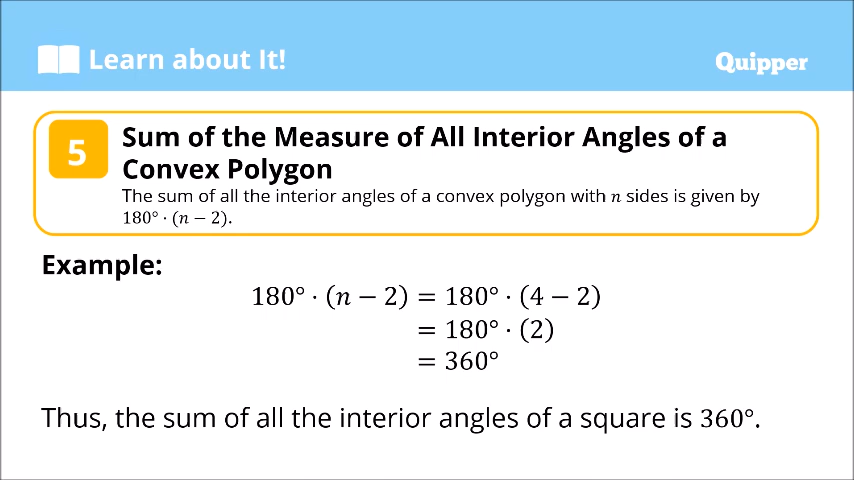 Learn about It!
Quipper
5
Sum of the Measure of All Interior Angles of a
Convex Polygon
The sum of all the interior angles of a convex polygon with n sides is given by
180° · (n − 2).
Example:
180° · (n − 2) = 180° · (4 − 2)
= 180° · (2)
= 360°
Thus, the sum of all the interior angles of a square is 360°.